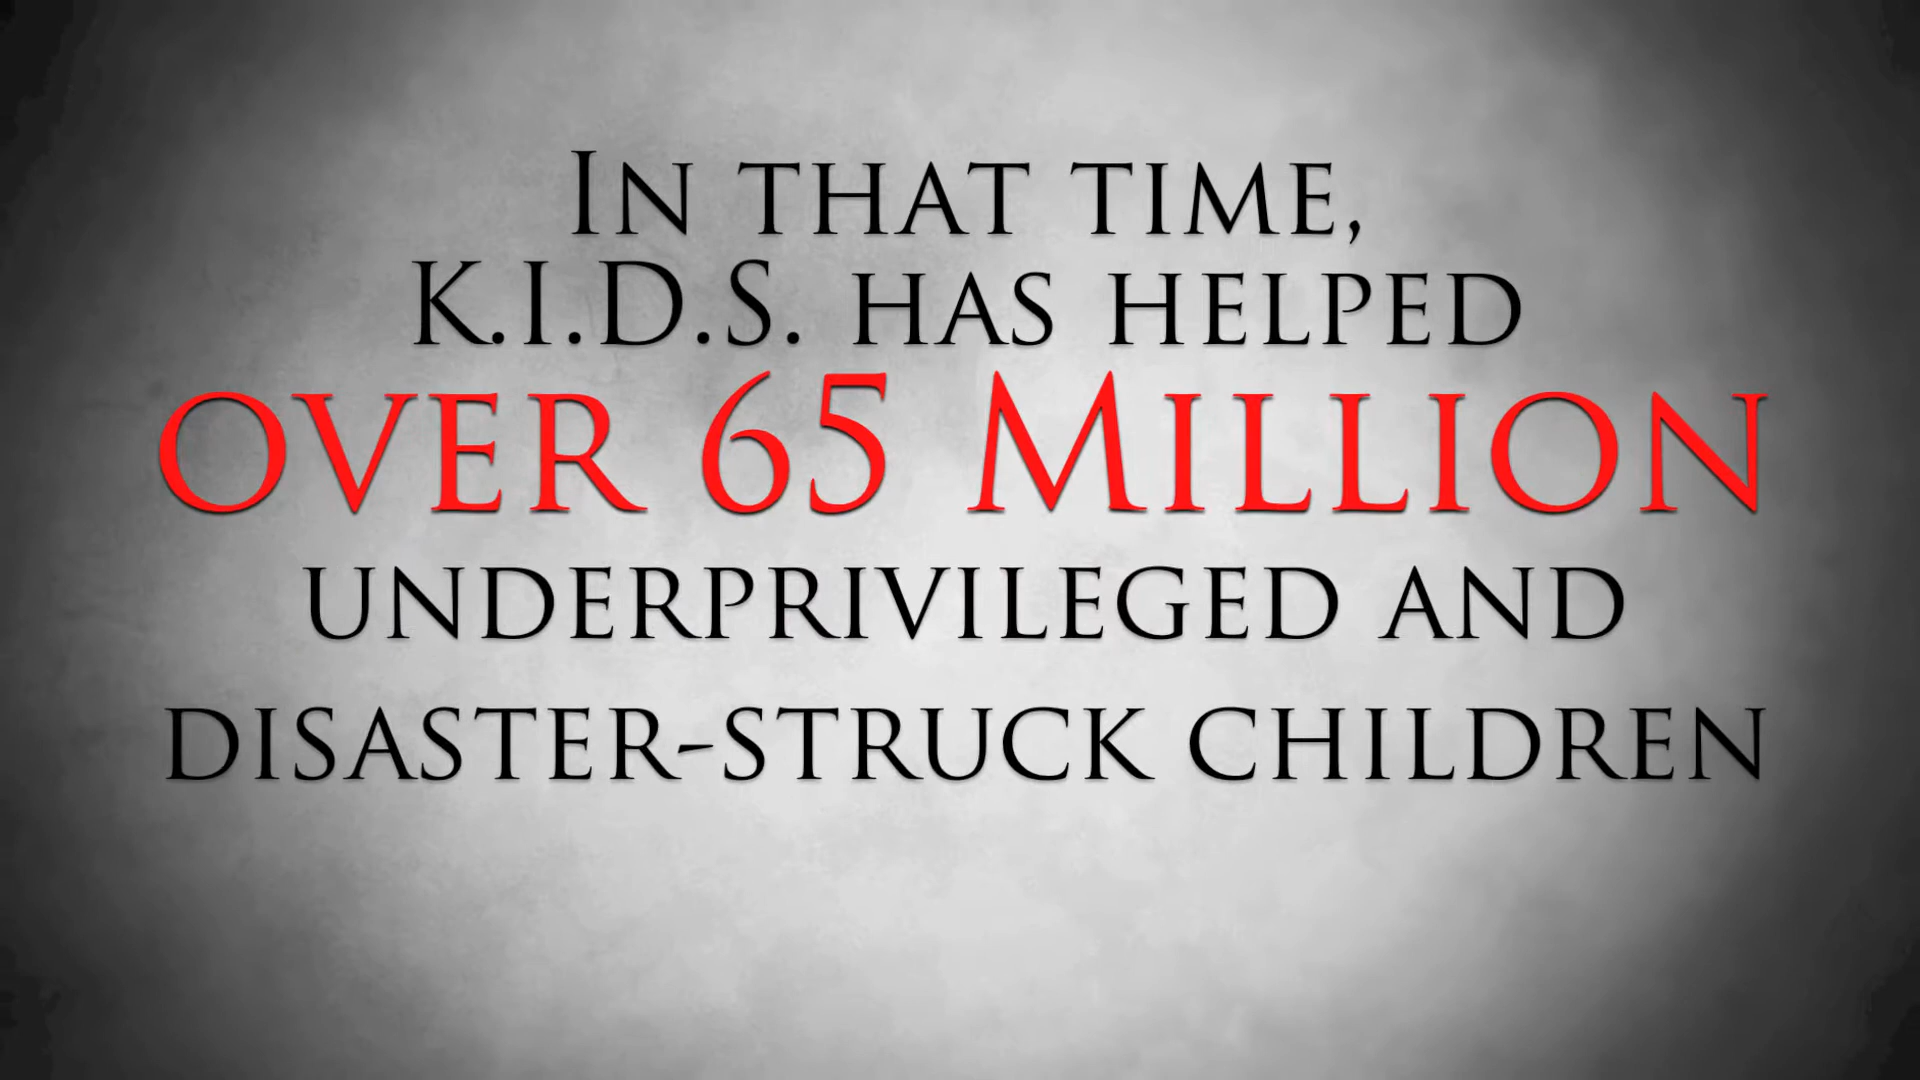 In that time,
K.I.D.S. has helped
over 65 Million
underprivileged and
disaster-struck children